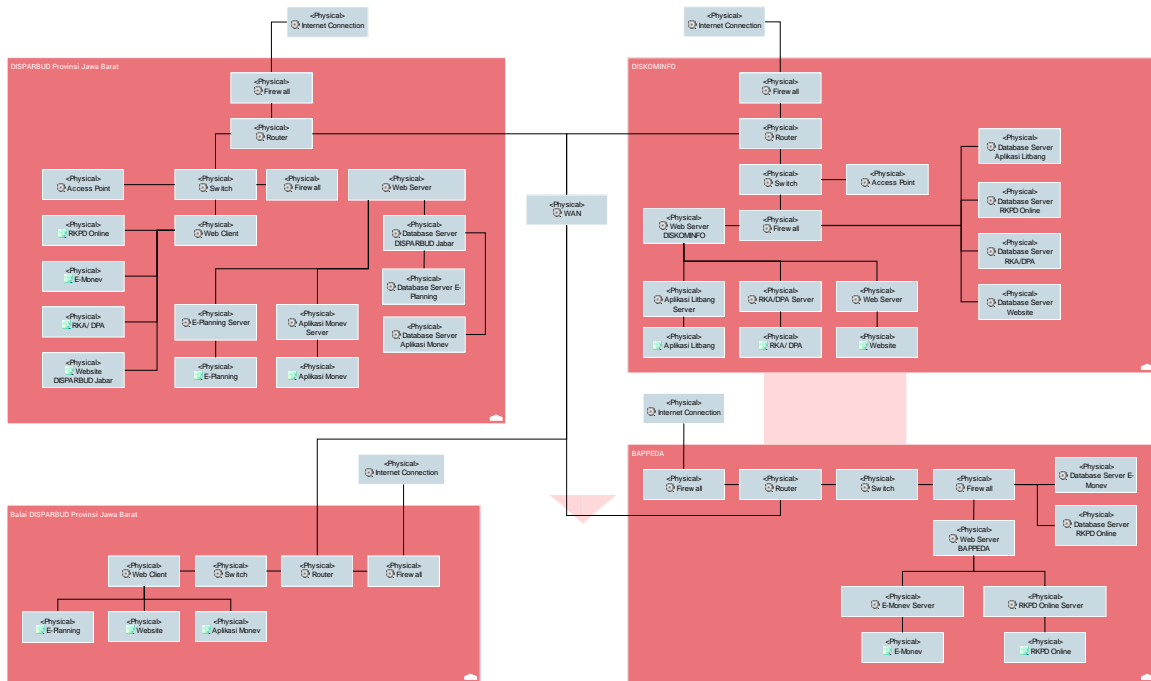 <Physical>
Internet Connection
<Physical>
Internet Connection
DISPARBUD Provinsi Jawa Barat
<Physical>
Firewall
<Physical>
Router
<Physical>
Access Point
<Physical>
Switch
<Physical>
Firewall
<Physical>
Web Server
<Physical>
RKPD Online
<Physical>
Web Client
<Physical>
Database Server
DISPARBUD Jabar
<Physical>
E-Monev
<Physical>
Database Server E-
Planning
<Physical>
RKA/ DPA
<Physical>
E-Planning Server
<Physical>
Aplikasi Monev
Server
<Physical>
Database Server
Aplikasi Monev
<Physical>
Website
DISPARBUD Jabar
<Physical>
E-Planning
<Physical>
Aplikasi Monev
<Physical>
WAN
DISKOMINFO
<Physical>
Firewall
<Physical>
Router
<Physical>
Database Server
Aplikasi Litbang
<Physical>
Switch
<Physical>
Access Point
<Physical>
Database Server
RKPD Online
<Physical>
Web Server
DISKOMINFO
<Physical>
Firewall
<Physical>
Database Server
RKA/DPA
<Physical>
Aplikasi Litbang
Server
<Physical>
RKA/DPA Server
<Physical>
Web Server
<Physical>
Database Server
Website
<Physical>
Aplikasi Litbang
<Physical>
RKA/ DPA
<Physical>
Website
<Physical>
Internet Connection
<Physical>
Internet Connection
Balai DISPARBUD Provinsi Jawa Barat
<Physical>
Web Client
<Physical>
Switch
<Physical>
Router
<Physical>
Firewall
<Physical>
E-Planning
<Physical>
Website
<Physical>
Aplikasi Monev
BAPPEDA
<Physical>
Firewall
<Physical>
Router
<Physical>
Switch
<Physical>
Firewall
<Physical>
Database Server E-
Monev
<Physical>
Database Server
RKPD Online
<Physical>
Web Server
BAPPEDA
<Physical>
E-Monev Server
<Physical>
RKPD Online Server
<Physical>
E-Monev
<Physical>
RKPD Online